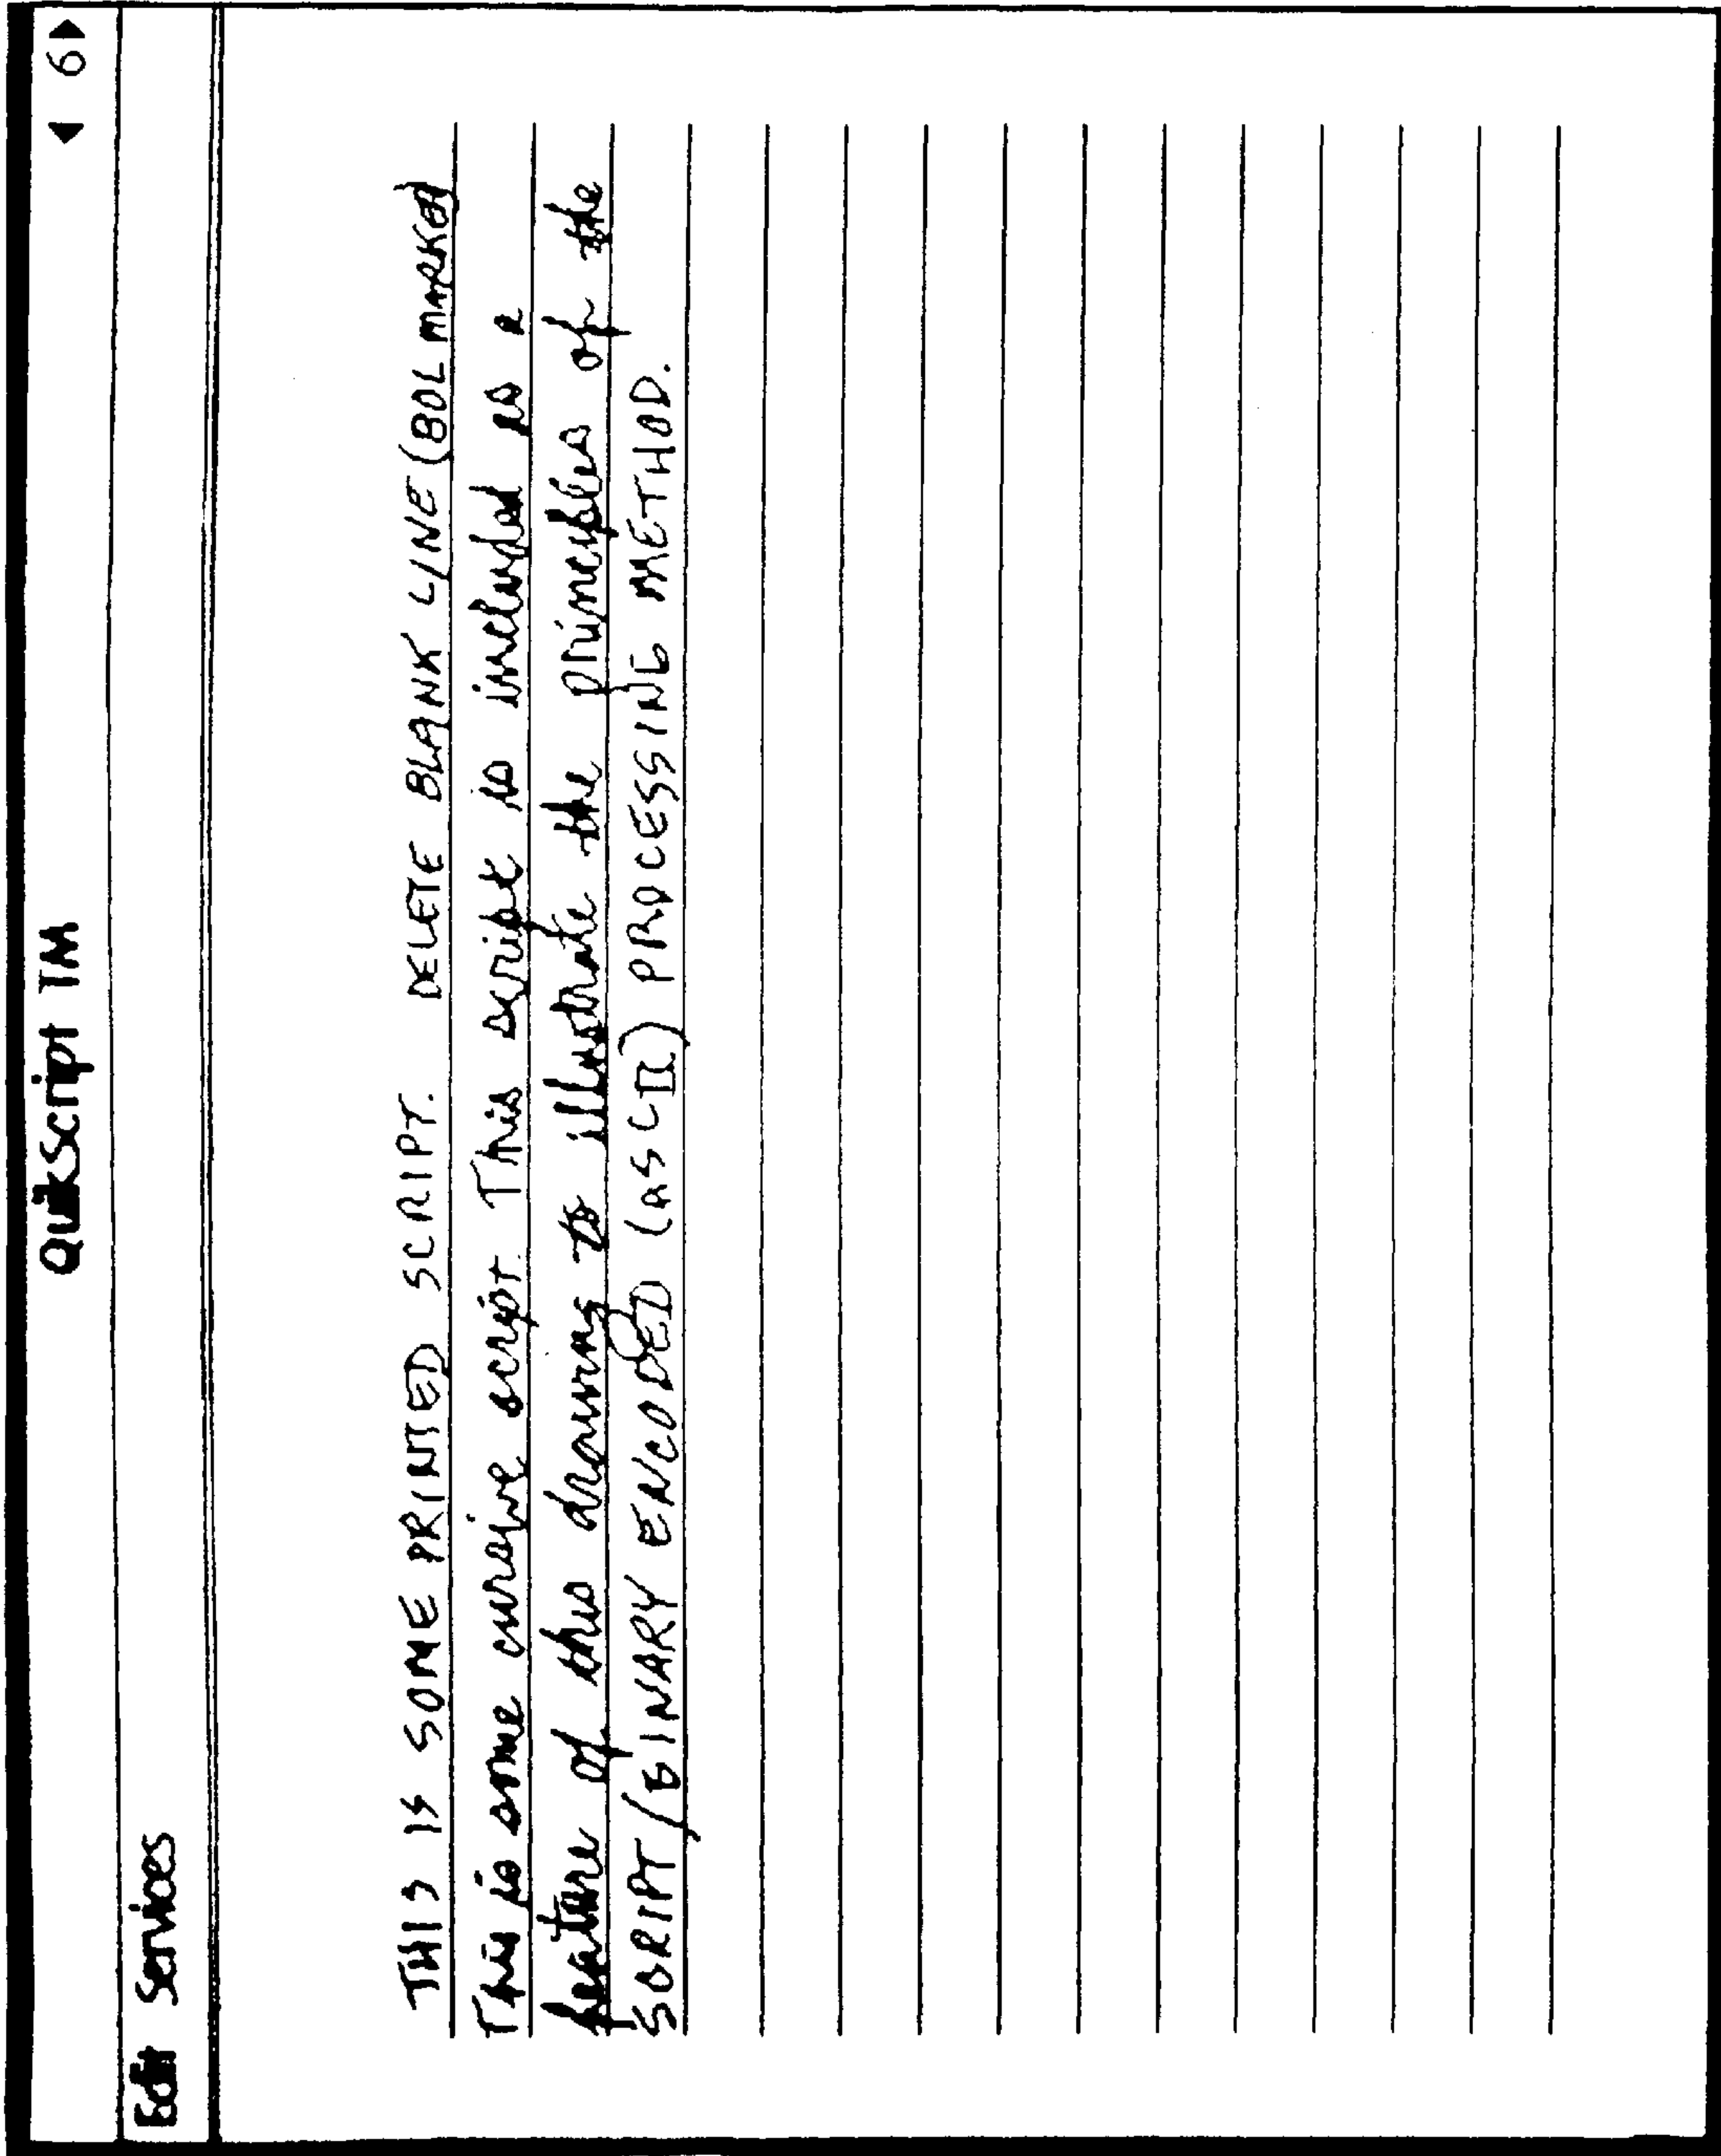 QuikScript TM ◀ 6▶
Edit Services
THIS IS SOME PRINTED SCRIPT. DELETE BLANK LINE (BOL MARKED)
This is some cursive script. This script is included as a
feature of this drawing to illustrate the principles of the
SCRIPT/(BINARY ENCODED (ASCII) PROCESSING METHOD.